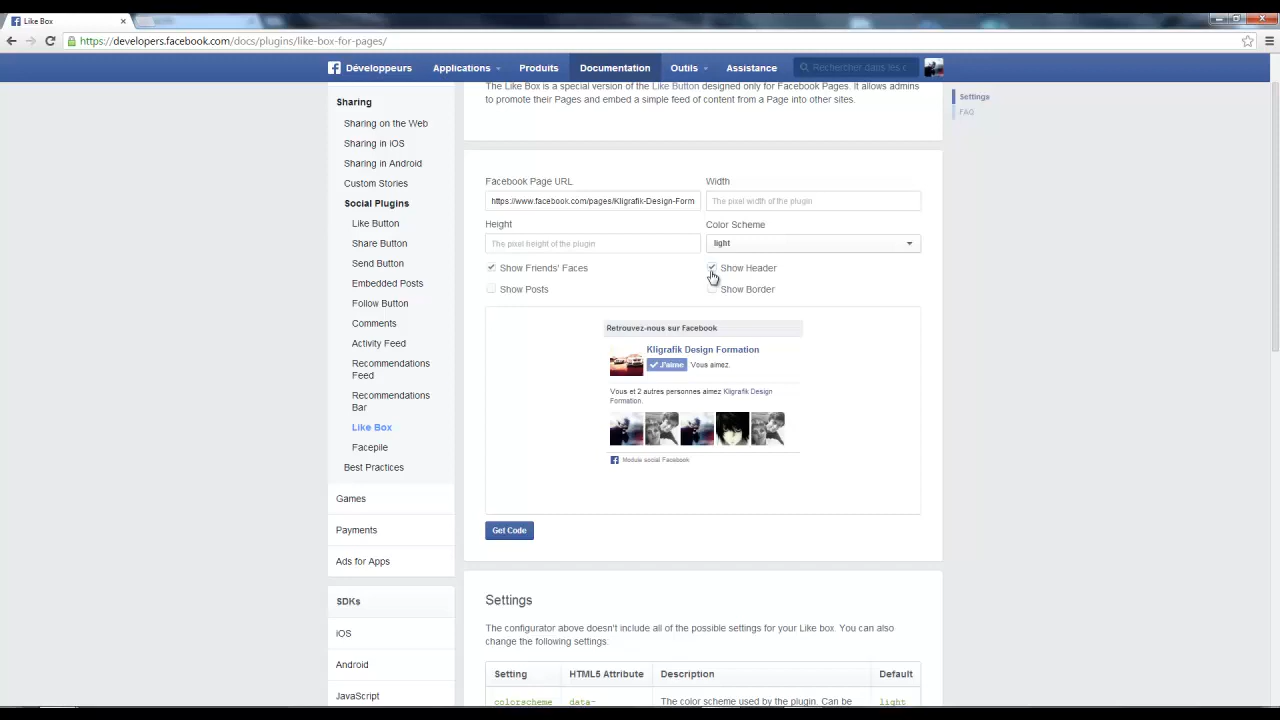 Like Box
https://developers.facebook.com/docs/plugins/like-box-for-pages/
Développeurs
Applications
Produits
Documentation
Outils
Assistance
Rechercher dans les c
The Like Box is a special version of the Like Button designed only for Facebook Pages. It allows admins
to promote their Pages and embed a simple feed of content from a Page into other sites.
Settings
FAQ
Sharing
Sharing on the Web
Sharing in iOS
Sharing in Android
Custom Stories
Social Plugins
Like Button
Share Button
Send Button
Embedded Posts
Follow Button
Comments
Activity Feed
Recommendations
Feed
Recommendations
Bar
Like Box
Facepile
Best Practices
Games
Payments
Ads for Apps
SDKs
iOS
Android
JavaScript
Facebook Page URL
Width
https://www.facebook.com/pages/Kligrafik-Design-Form
The pixel width of the plugin
Height
Color Scheme
The pixel height of the plugin
light
Show Friends' Faces
Show Header
Show Posts
Show Border
Retrouvez-nous sur Facebook
Kligrafik Design Formation
J'aime
Vous aimez.
Vous et 2 autres personnes aimez Kligrafik Design
Formation.
Module social Facebook
Get Code
Settings
The configurator above doesn't include all of the possible settings for your Like box. You can also
change the following settings:
Setting
HTML5 Attribute
Description
Default
colorscheme
data-
The color scheme used by the plugin. Can be
light